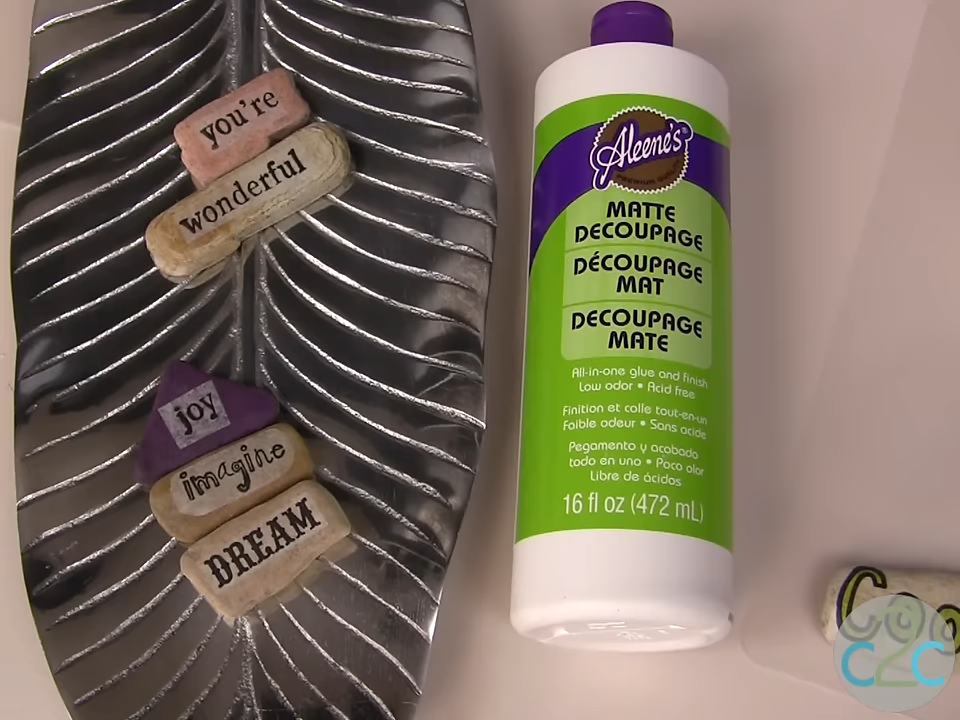 you're
wonderful
joy
imagine
DREAM
Aleene's®
PREMIUM QUALITY
MATTE
DECOUPAGE
DÉCOUPAGE
MAT
DECOUPAGE
MATE
All-in-one glue and finish
Low odor • Acid free
Finition et colle tout-en-un
Faible odeur • Sans acide
Pegamento y acabado
todo en uno • Poco olor
Libre de ácidos
16 fl oz (472 mL)
C2C